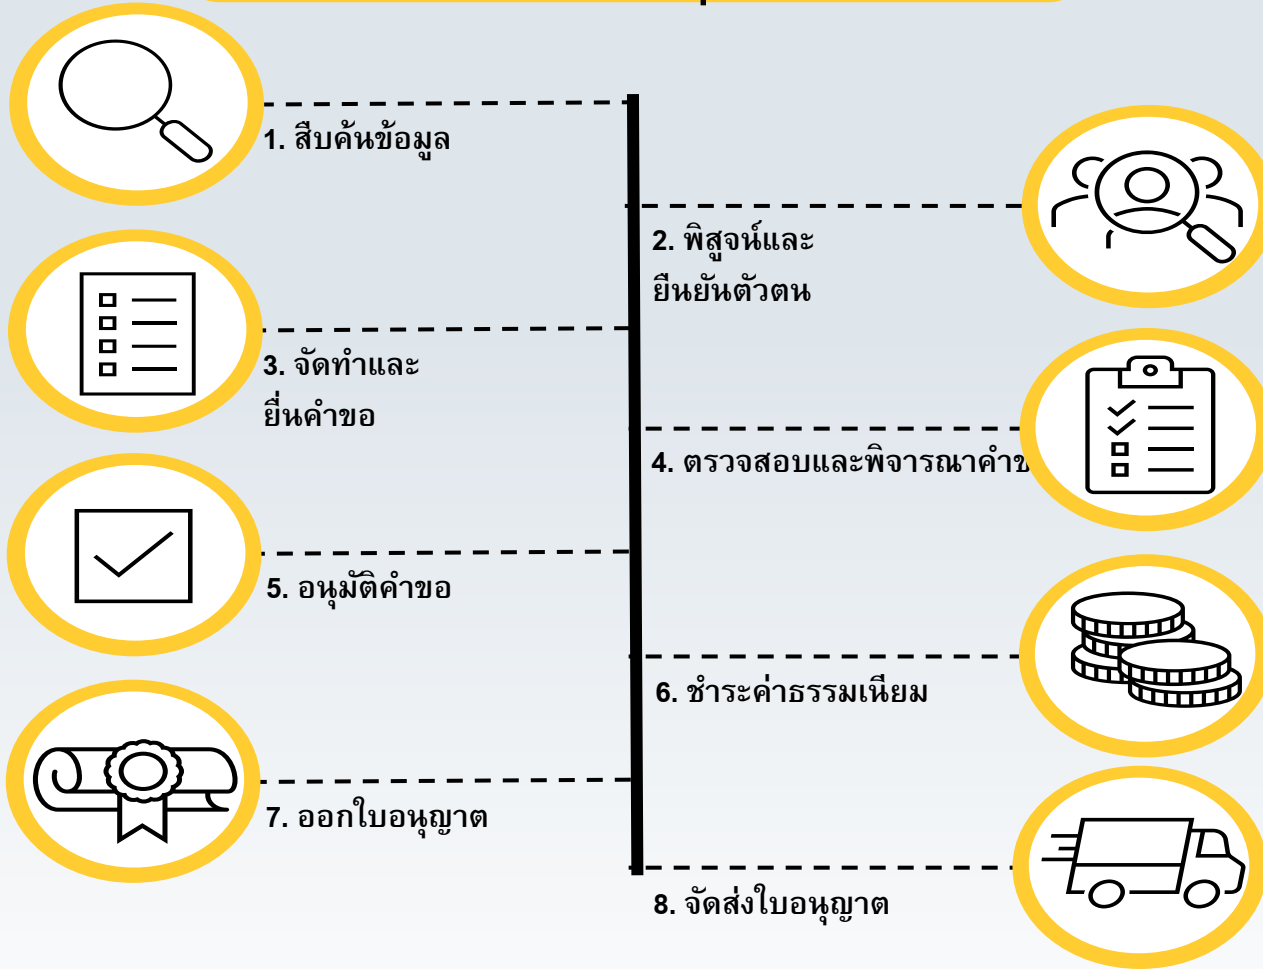 1. สืบค้นข้อมูล
2. พิสูจน์และ
ยืนยันตัวตน
3. จัดทำและ
ยื่นคำขอ
4. ตรวจสอบและพิจารณาคำข
5. อนุมัติคำขอ
6. ชำระค่าธรรมเนียม
7. ออกใบอนุญาต
8. จัดส่งใบอนุญาต